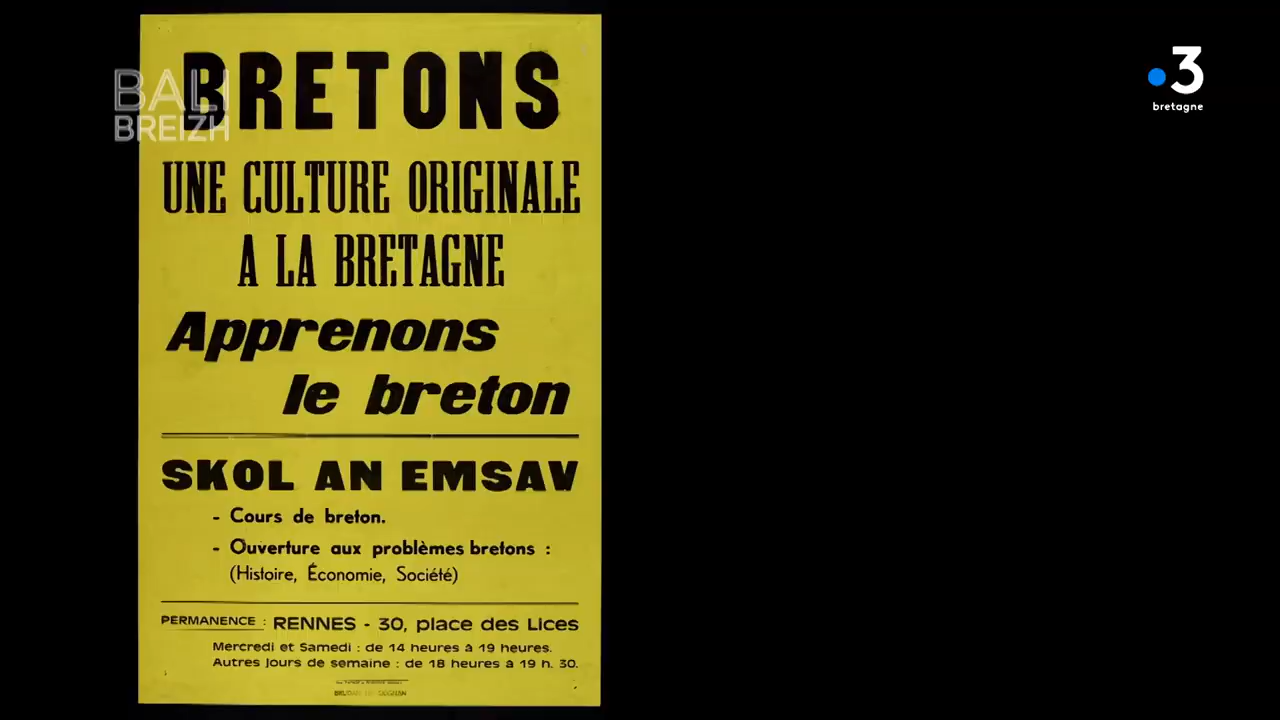 BRETONS
UNE CULTURE ORIGINALE
A LA BRETAGNE
Apprenons
le breton
SKOL AN EMSAV
- Cours de breton.
- Ouverture aux problèmes bretons :
(Histoire, Économie, Société)
PERMANENCE : RENNES - 30, place des Lices
Mercredi et Samedi : de 14 heures à 19 heures.
Autres Jours de semaine : de 18 heures à 19 h. 30.
BALI
BREIZH
3
bretagne